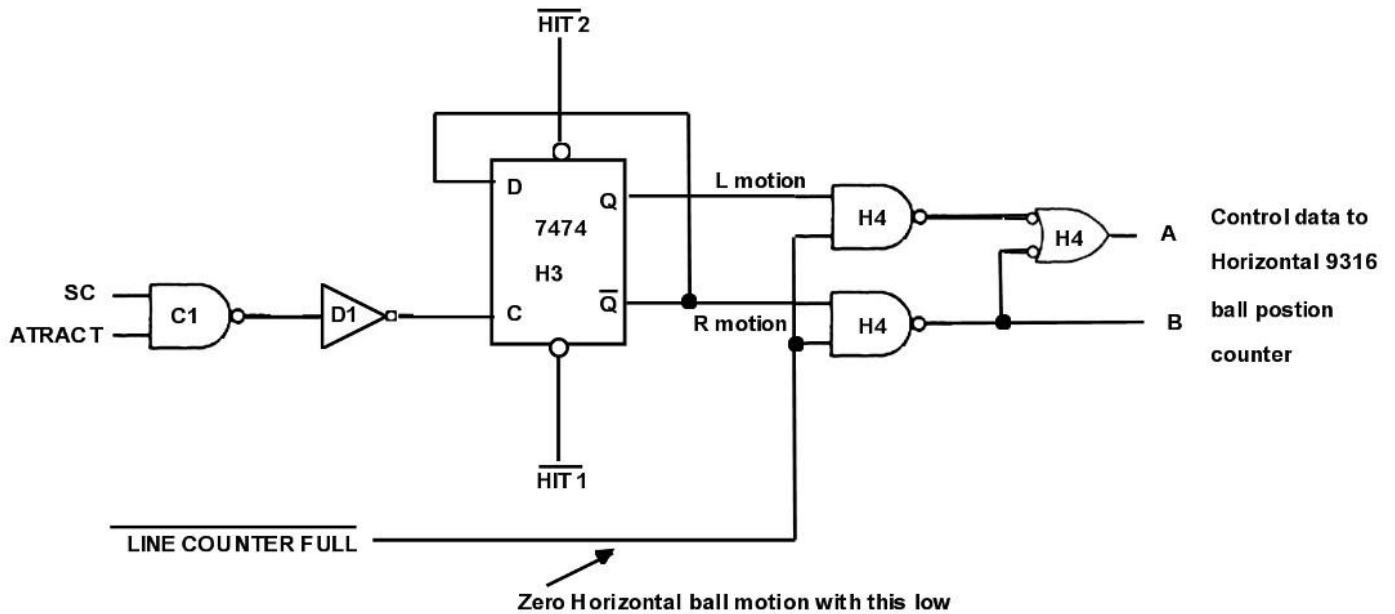 HIT 2
D
Q
L motion
H4
7474
H3
H4
A
Control data to
Horizontal 9316
SC
C1
D1
C
Q
R motion
H4
B
ball postion
ATRACT
counter
HIT 1
LINE COUNTER FULL
Zero Horizontal ball motion with this low